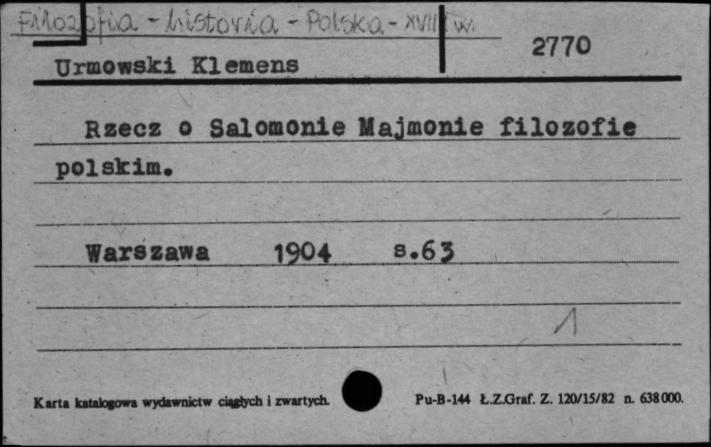 Filozofia - historia - Polska - XVIII w.
2770
Urmowski Klemens
Rzecz o Salomonie Majmonie filozofie
polskim.
Warszawa 1904 s.63
1
Karta katalogowa wydawnictw ciągłych i zwartych. Pu-B-144 Ł.Z.Graf. Z. 120/15/82 n. 638000.